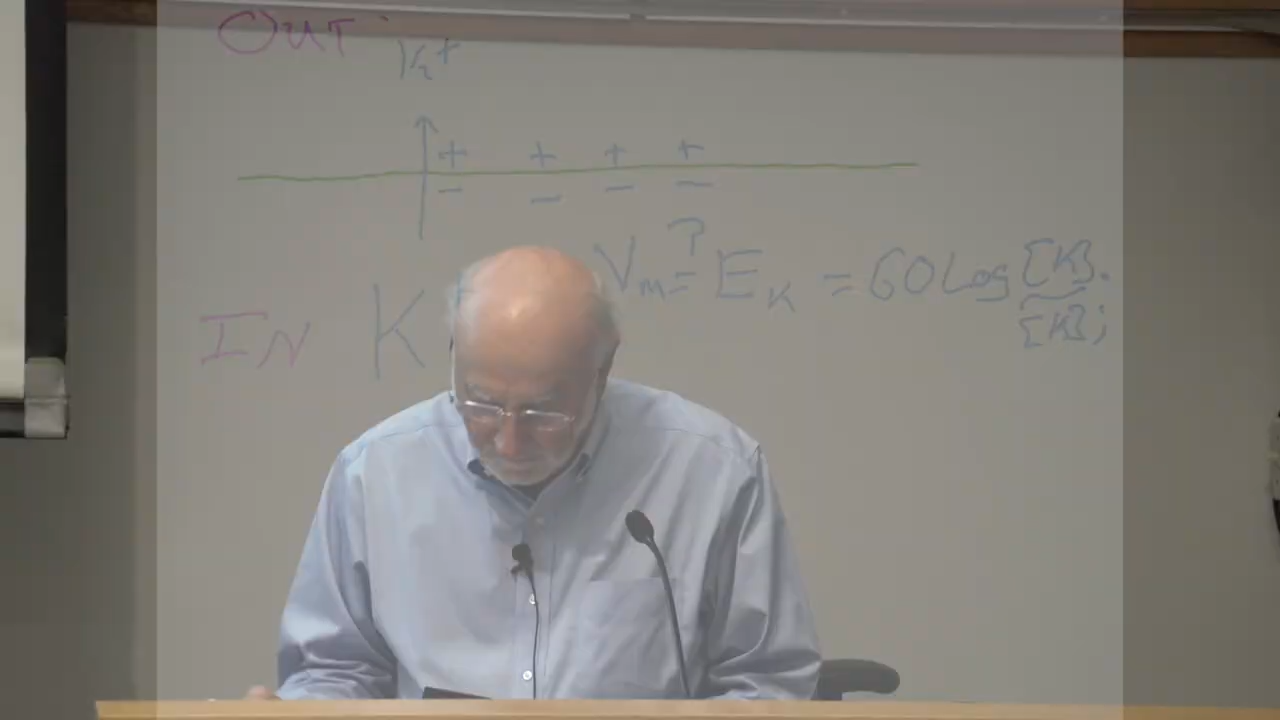 OUT
K+
+ + + +
- - - -
?
Vm = EK = 60 Log [K]o
[K]i
IN K+